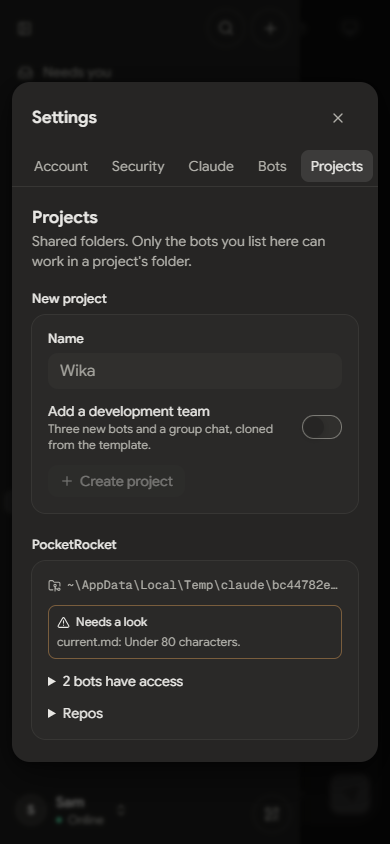 Needs you
Settings
Account Security Claude Bots Projects
Projects
Shared folders. Only the bots you list here can
work in a project's folder.
New project
Name
Wika
Add a development team
Three new bots and a group chat, cloned
from the template.
+ Create project
PocketRocket
~\AppData\Local\Temp\claude\bc44782e…
Needs a look
current.md: Under 80 characters.
2 bots have access
Repos
S
Sam
Online